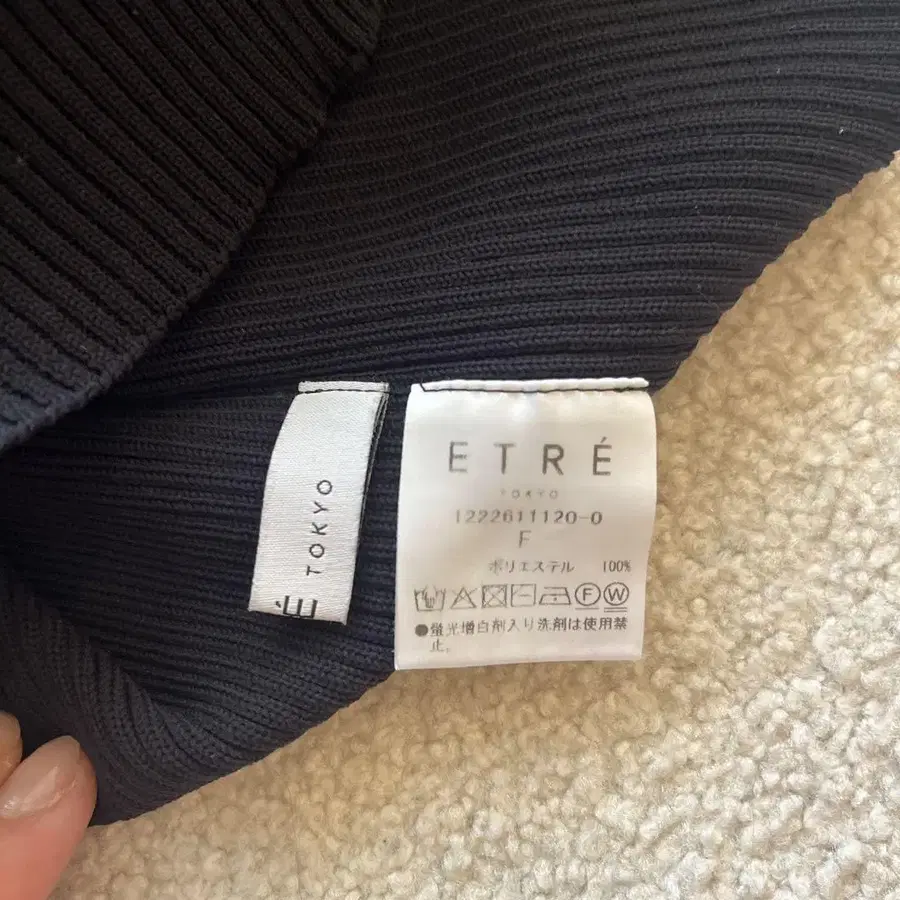 TOKYO
ETRÉ
TOKYO
1222611120-0
F
ポリエステル 100%
F W
●蛍光増白剤入り洗剤は使用禁
止。